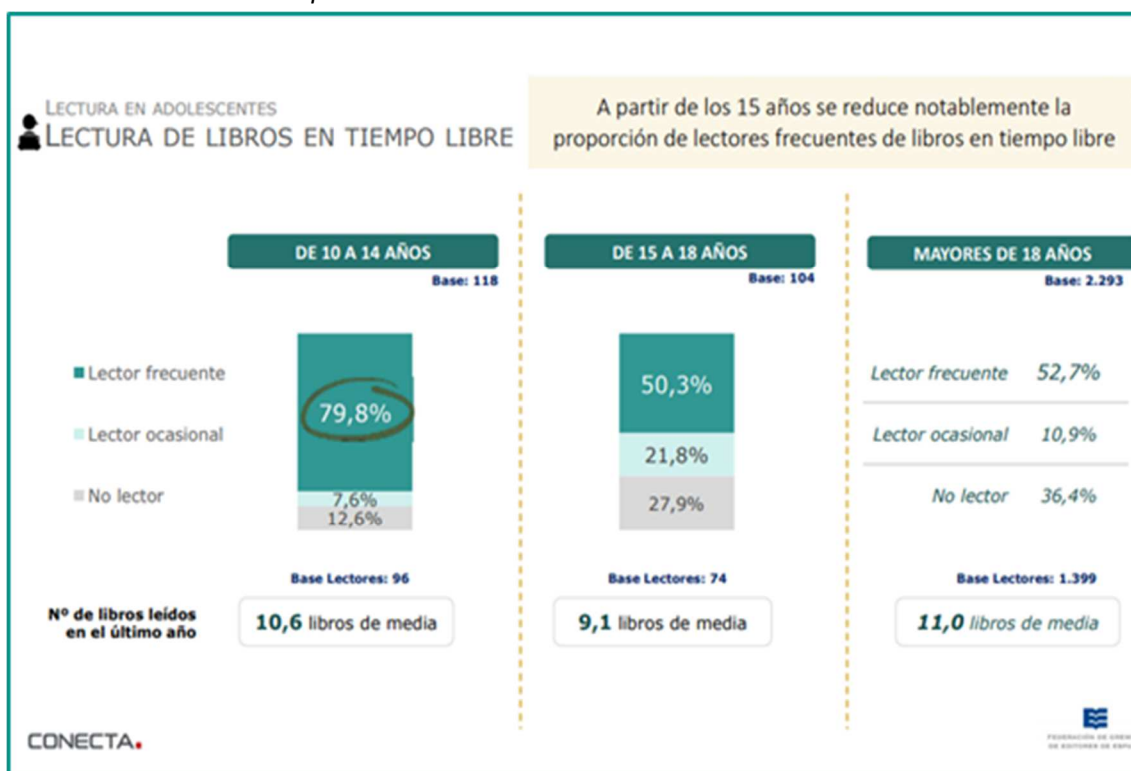 LECTURA EN ADOLESCENTES
LECTURA DE LIBROS EN TIEMPO LIBRE
A partir de los 15 años se reduce notablemente la
proporción de lectores frecuentes de libros en tiempo libre
DE 10 A 14 AÑOS
Base: 118
Lector frecuente
Lector ocasional
No lector
79,8%
7,6%
12,6%
Base Lectores: 96
DE 15 A 18 AÑOS
Base: 104
50,3%
21,8%
27,9%
Base Lectores: 74
MAYORES DE 18 AÑOS
Base: 2.293
Lector frecuente 52,7%
Lector ocasional 10,9%
No lector 36,4%
Base Lectores: 1.399
Nº de libros leídos
en el último año
10,6 libros de media
9,1 libros de media
11,0 libros de media
CONECTA.
FEDERACIÓN DE
DE EDITORES DE